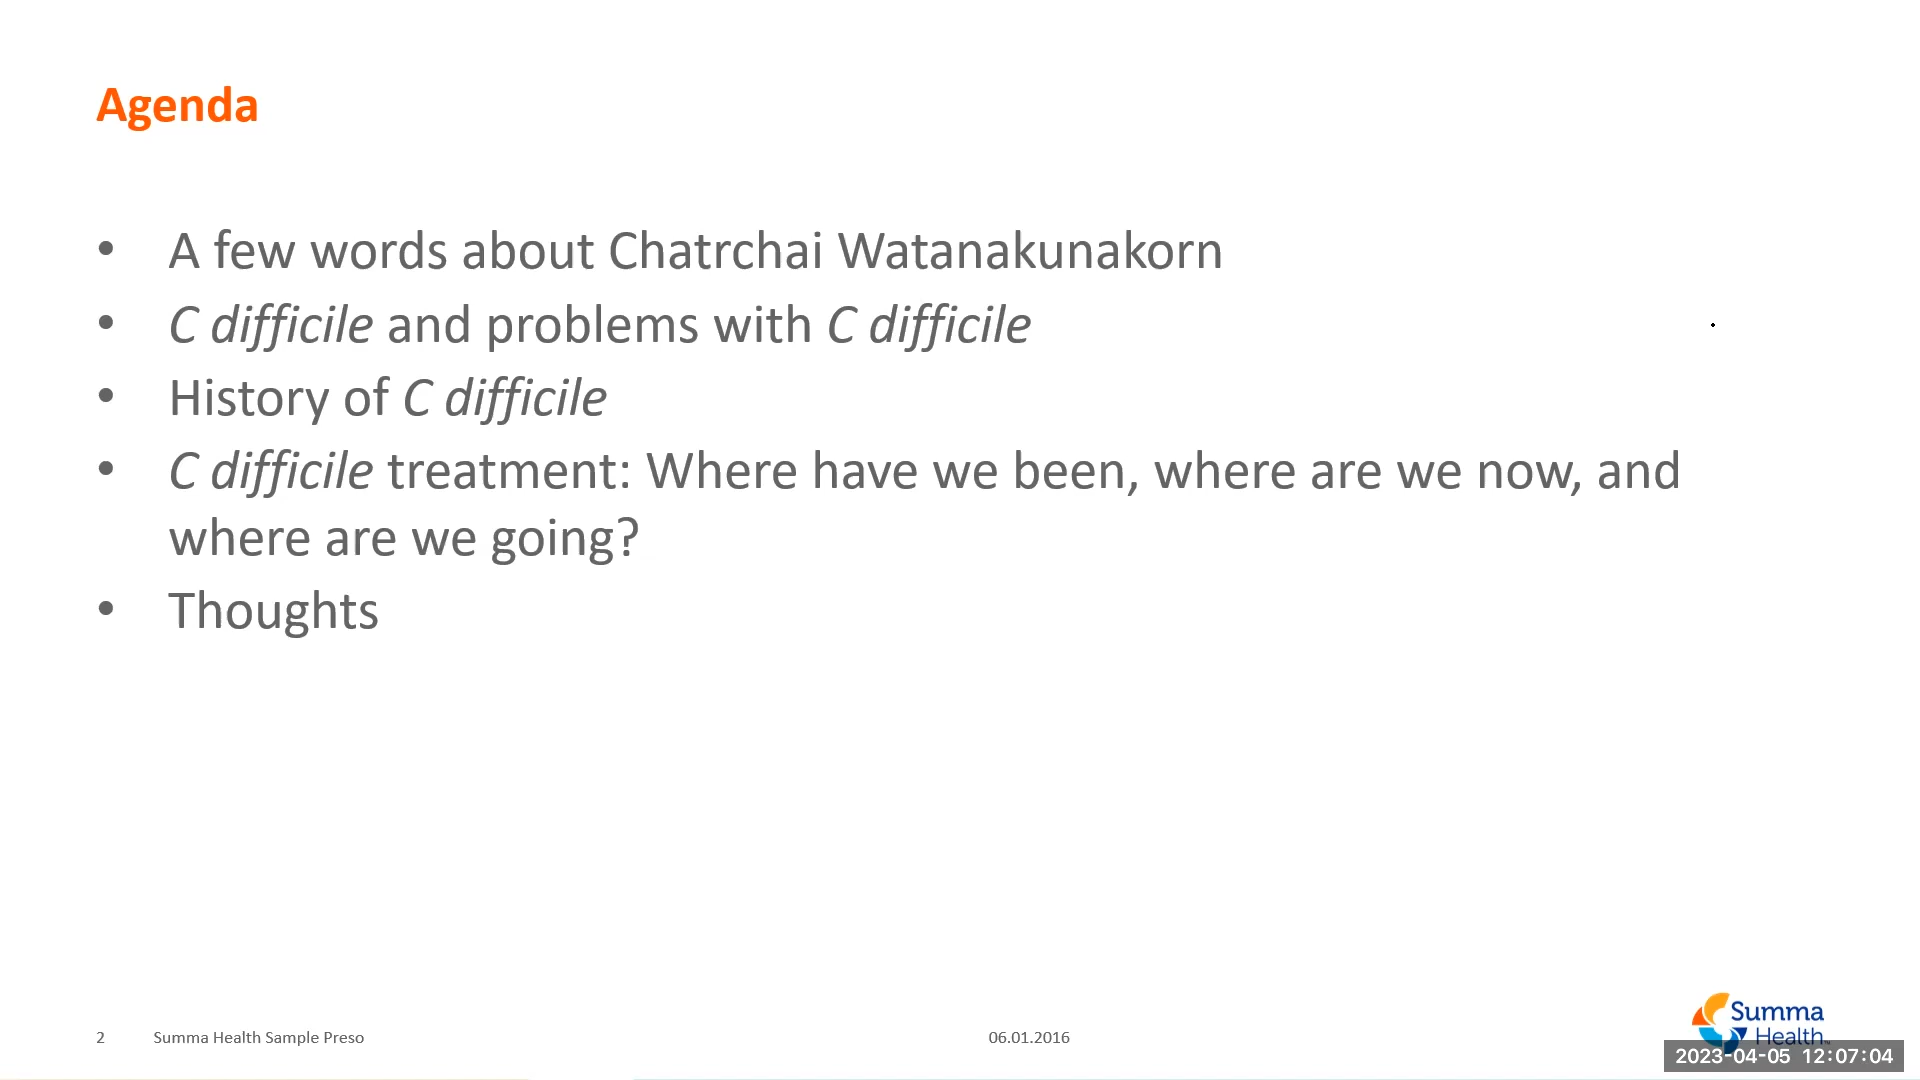 Agenda
• A few words about Chatrchai Watanakunakorn
• C difficile and problems with C difficile
• History of C difficile
• C difficile treatment: Where have we been, where are we now, and
where are we going?
• Thoughts
2 Summa Health Sample Preso 06.01.2016
Summa
Health
2023-04-05 12:07:04